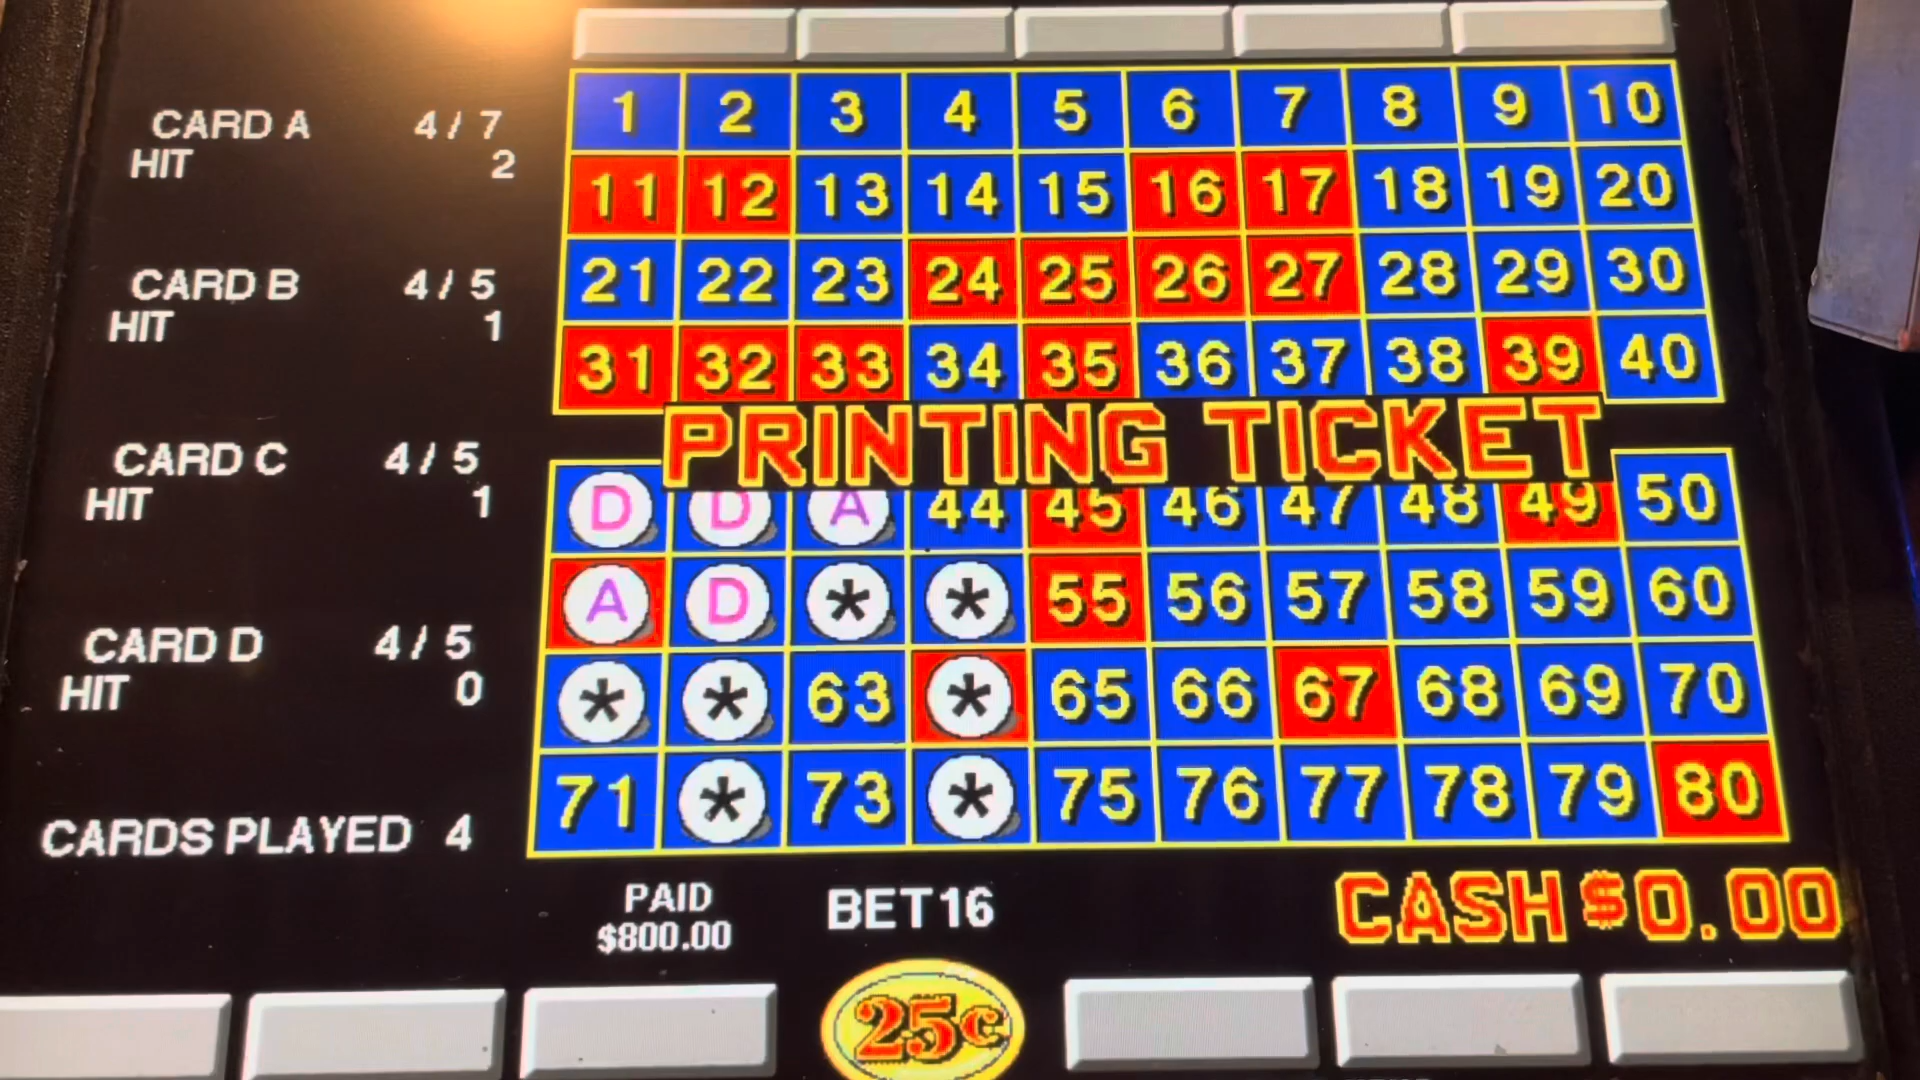 CARD A 4 / 7
HIT 2
CARD B 4 / 5
HIT 1
CARD C 4 / 5
HIT 1
CARD D 4 / 5
HIT 0
CARDS PLAYED 4
1 2 3 4 5 6 7 8 9 10
11 12 13 14 15 16 17 18 19 20
21 22 23 24 25 26 27 28 29 30
31 32 33 34 35 36 37 38 39 40
PRINTING TICKET
D D A 44 45 46 47 48 49 50
A D * * 55 56 57 58 59 60
* * 63 * 65 66 67 68 69 70
71 * 73 * 75 76 77 78 79 80
PAID
$800.00
BET 16
CASH $0.00
25¢